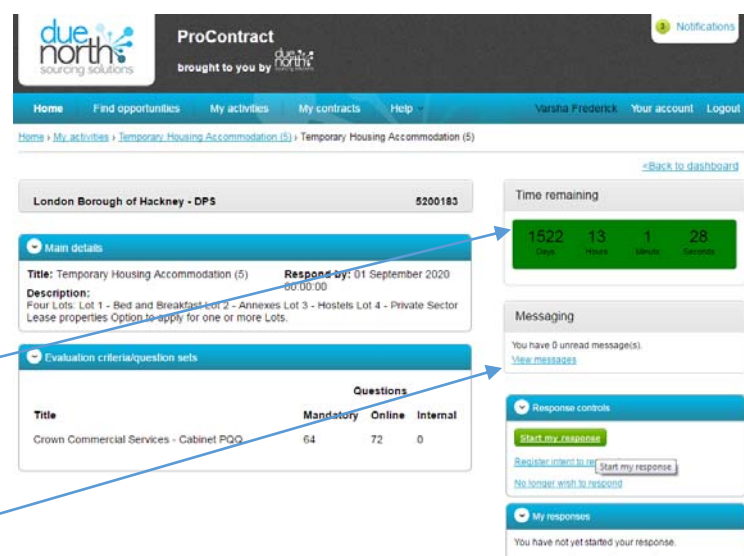 due north
sourcing solutions
ProContract
brought to you by due north
3 Notifications
Home Find opportunities My activities My contracts Help Varsha Frederick Your account Logout
Home › My activities › Temporary Housing Accommodation (5) › Temporary Housing Accommodation (5)
<Back to dashboard
London Borough of Hackney - DPS 5200183
Main details
Title: Temporary Housing Accommodation (5) Respond by: 01 September 2020
00:00:00
Description:
Four Lots: Lot 1 - Bed and Breakfast Lot 2 - Annexes Lot 3 - Hostels Lot 4 - Private Sector
Lease properties Option to apply for one or more Lots.
Evaluation criteria/question sets
Questions
Title Mandatory Online Internal
Crown Commercial Services - Cabinet PQQ 64 72 0
Time remaining
1522 13 1 28
Days Hours Minute Seconds
Messaging
You have 0 unread message(s).
View messages
Response controls
Start my response
Register intent to
Start my response
No longer wish to respond
My responses
You have not yet started your response.